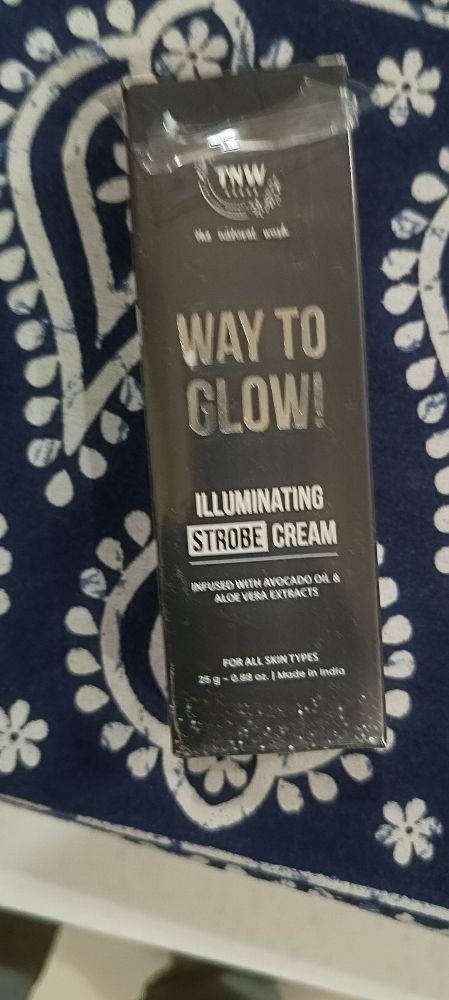 TNW
the natural wash
WAY TO
GLOW!
ILLUMINATING
STROBE CREAM
INFUSED WITH AVOCADO OIL &
ALOE VERA EXTRACTS
FOR ALL SKIN TYPES
25 g - 0.88 oz. | Made in India